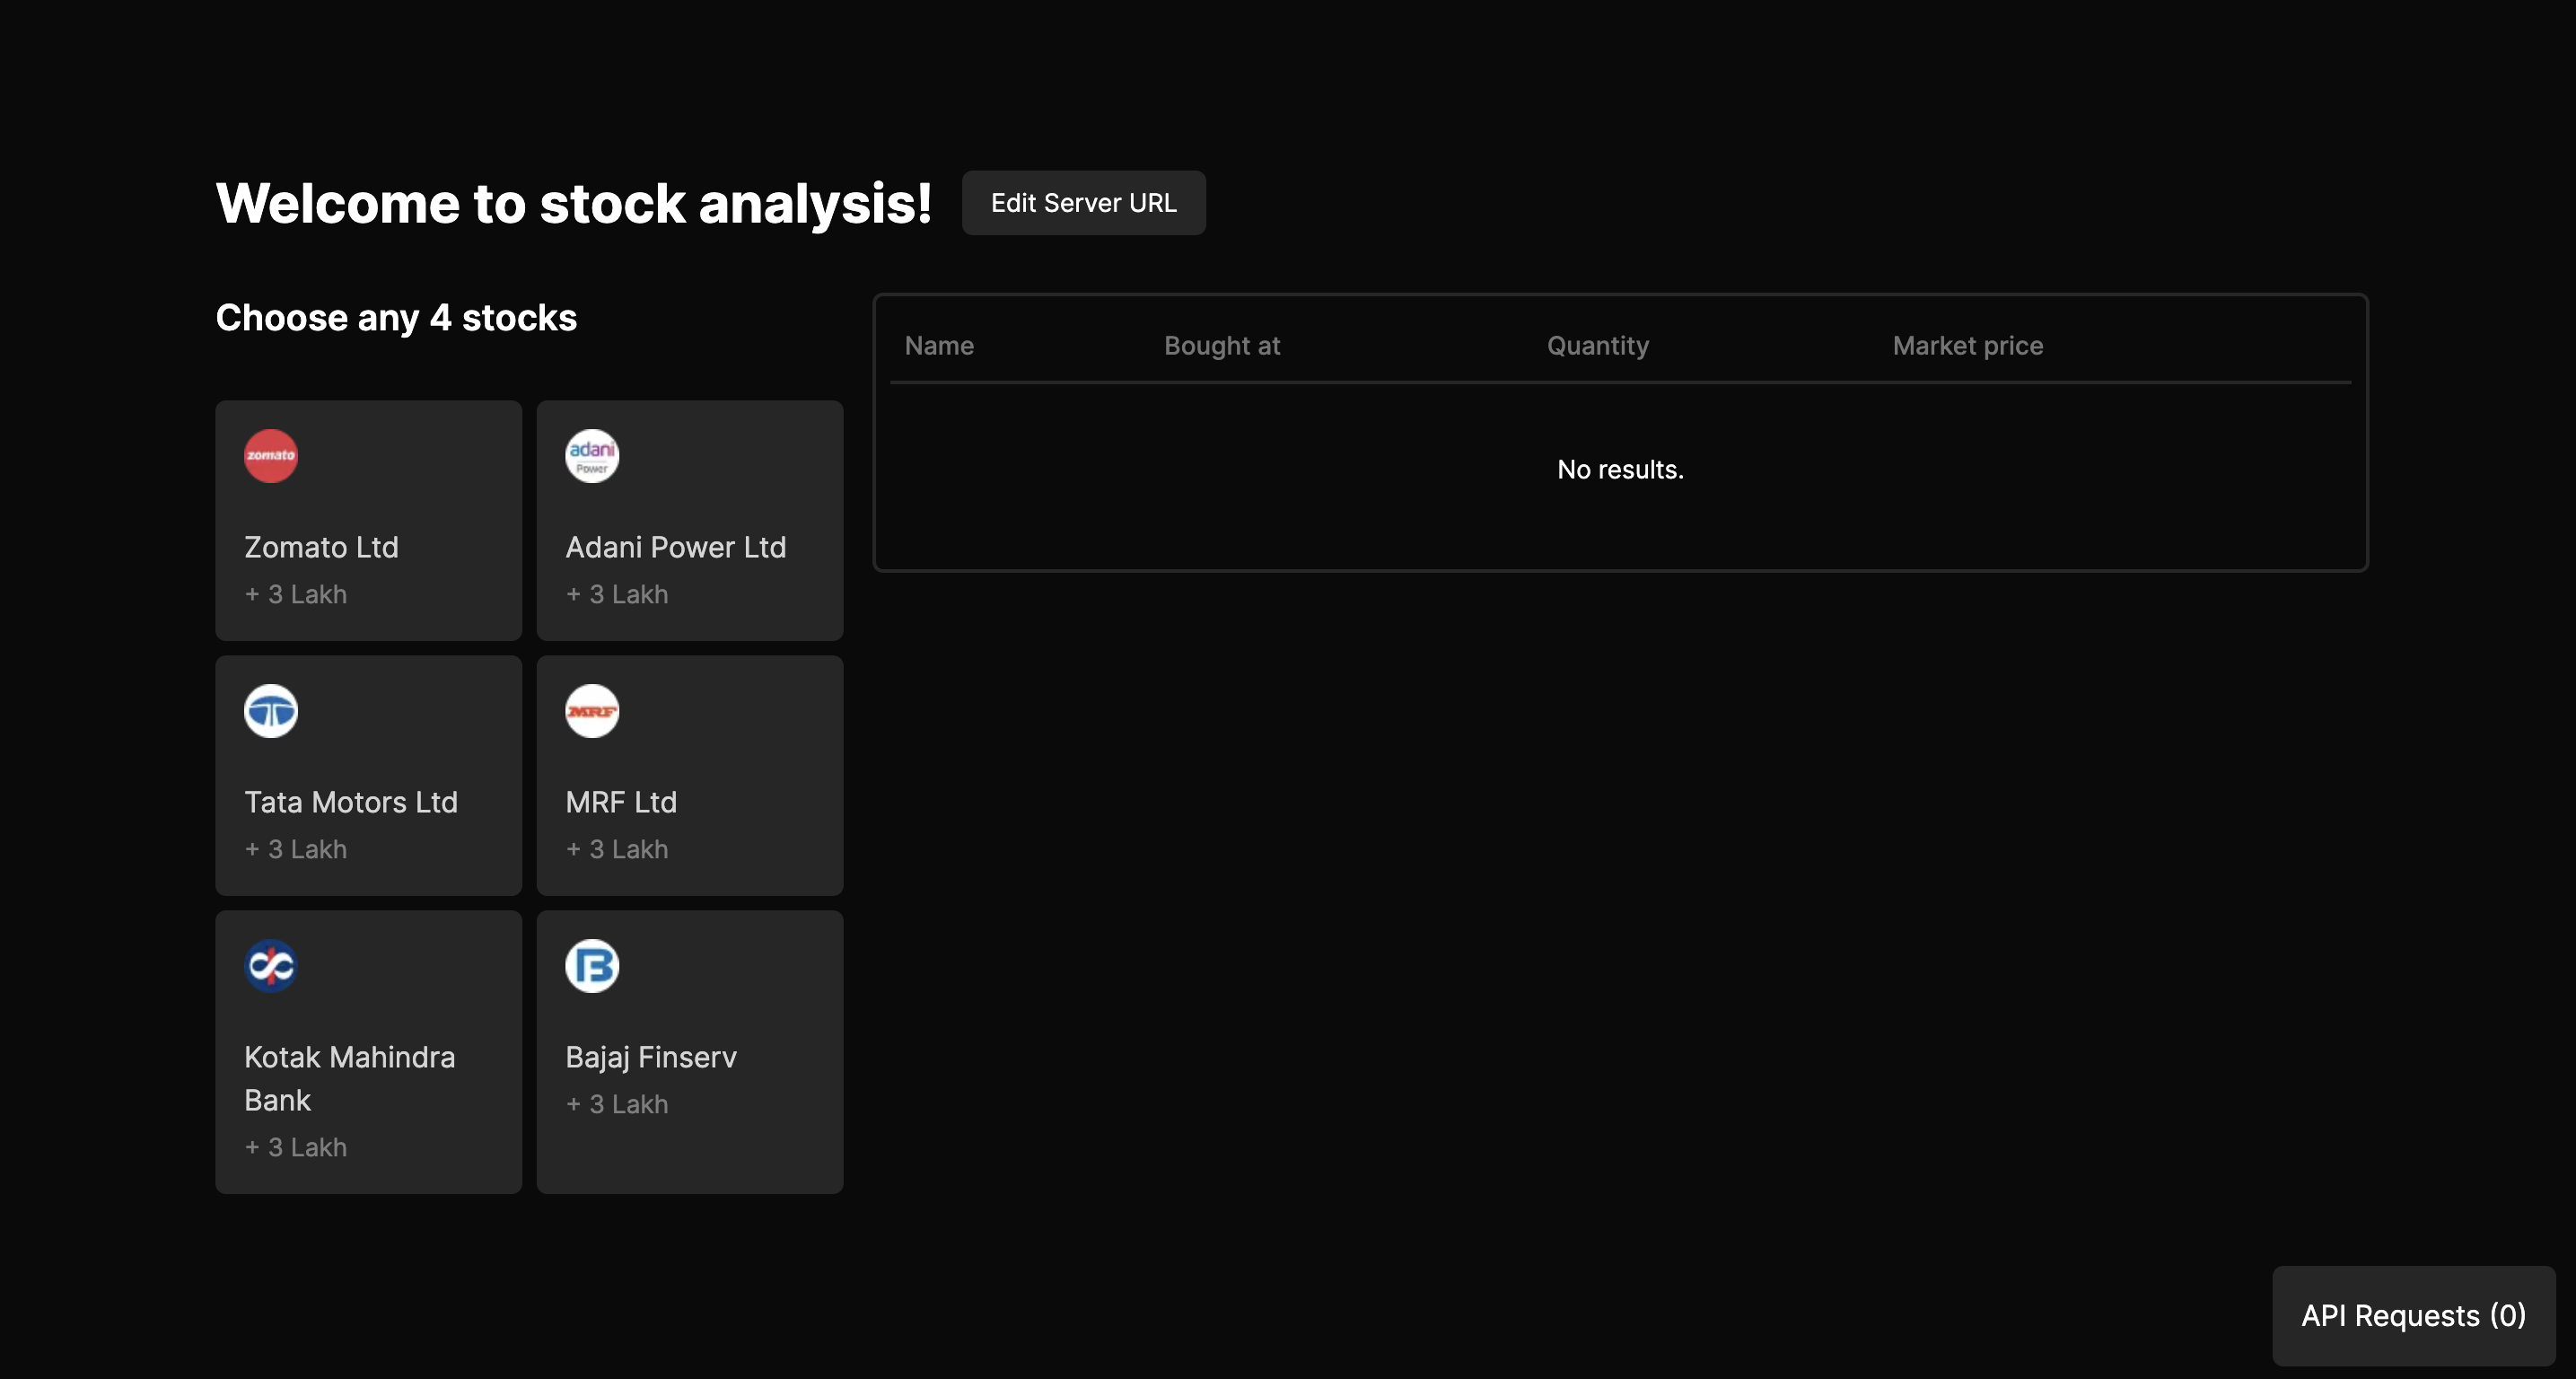 Welcome to stock analysis!
Edit Server URL
Choose any 4 stocks
zomato
Zomato Ltd
+ 3 Lakh
adani
Power
Adani Power Ltd
+ 3 Lakh
Tata Motors Ltd
+ 3 Lakh
MRF
MRF Ltd
+ 3 Lakh
Kotak Mahindra
Bank
+ 3 Lakh
Bajaj Finserv
+ 3 Lakh
Name
Bought at
Quantity
Market price
No results.
API Requests (0)